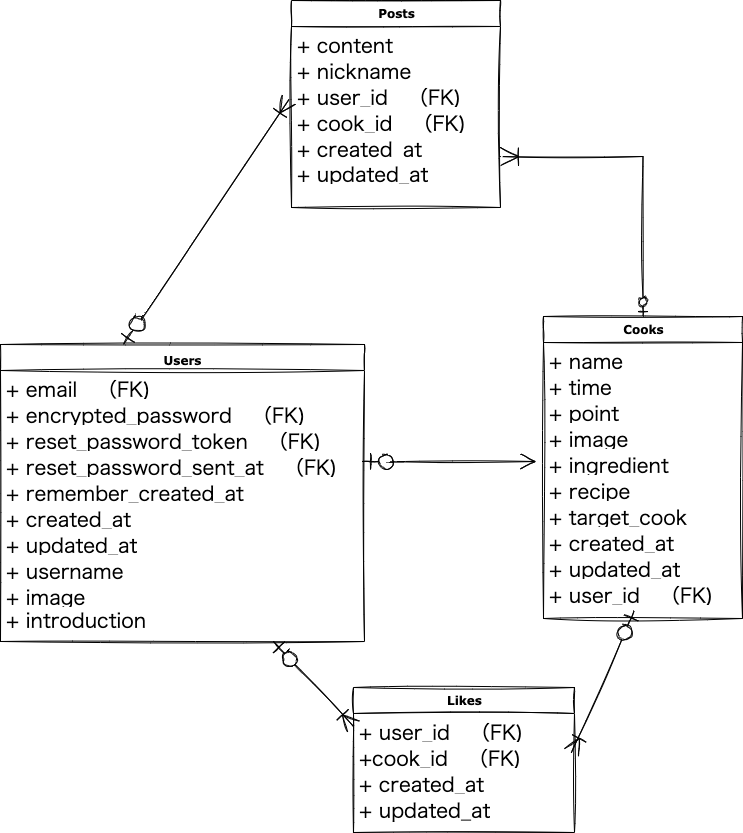 Posts
+ content
+ nickname
+ user_id (FK)
+ cook_id (FK)
+ created_at
+ updated_at
Users
+ email (FK)
+ encrypted_password (FK)
+ reset_password_token (FK)
+ reset_password_sent_at (FK)
+ remember_created_at
+ created_at
+ updated_at
+ username
+ image
+ introduction
Cooks
+ name
+ time
+ point
+ image
+ ingredient
+ recipe
+ target_cook
+ created_at
+ updated_at
+ user_id (FK)
Likes
+ user_id (FK)
+cook_id (FK)
+ created_at
+ updated_at